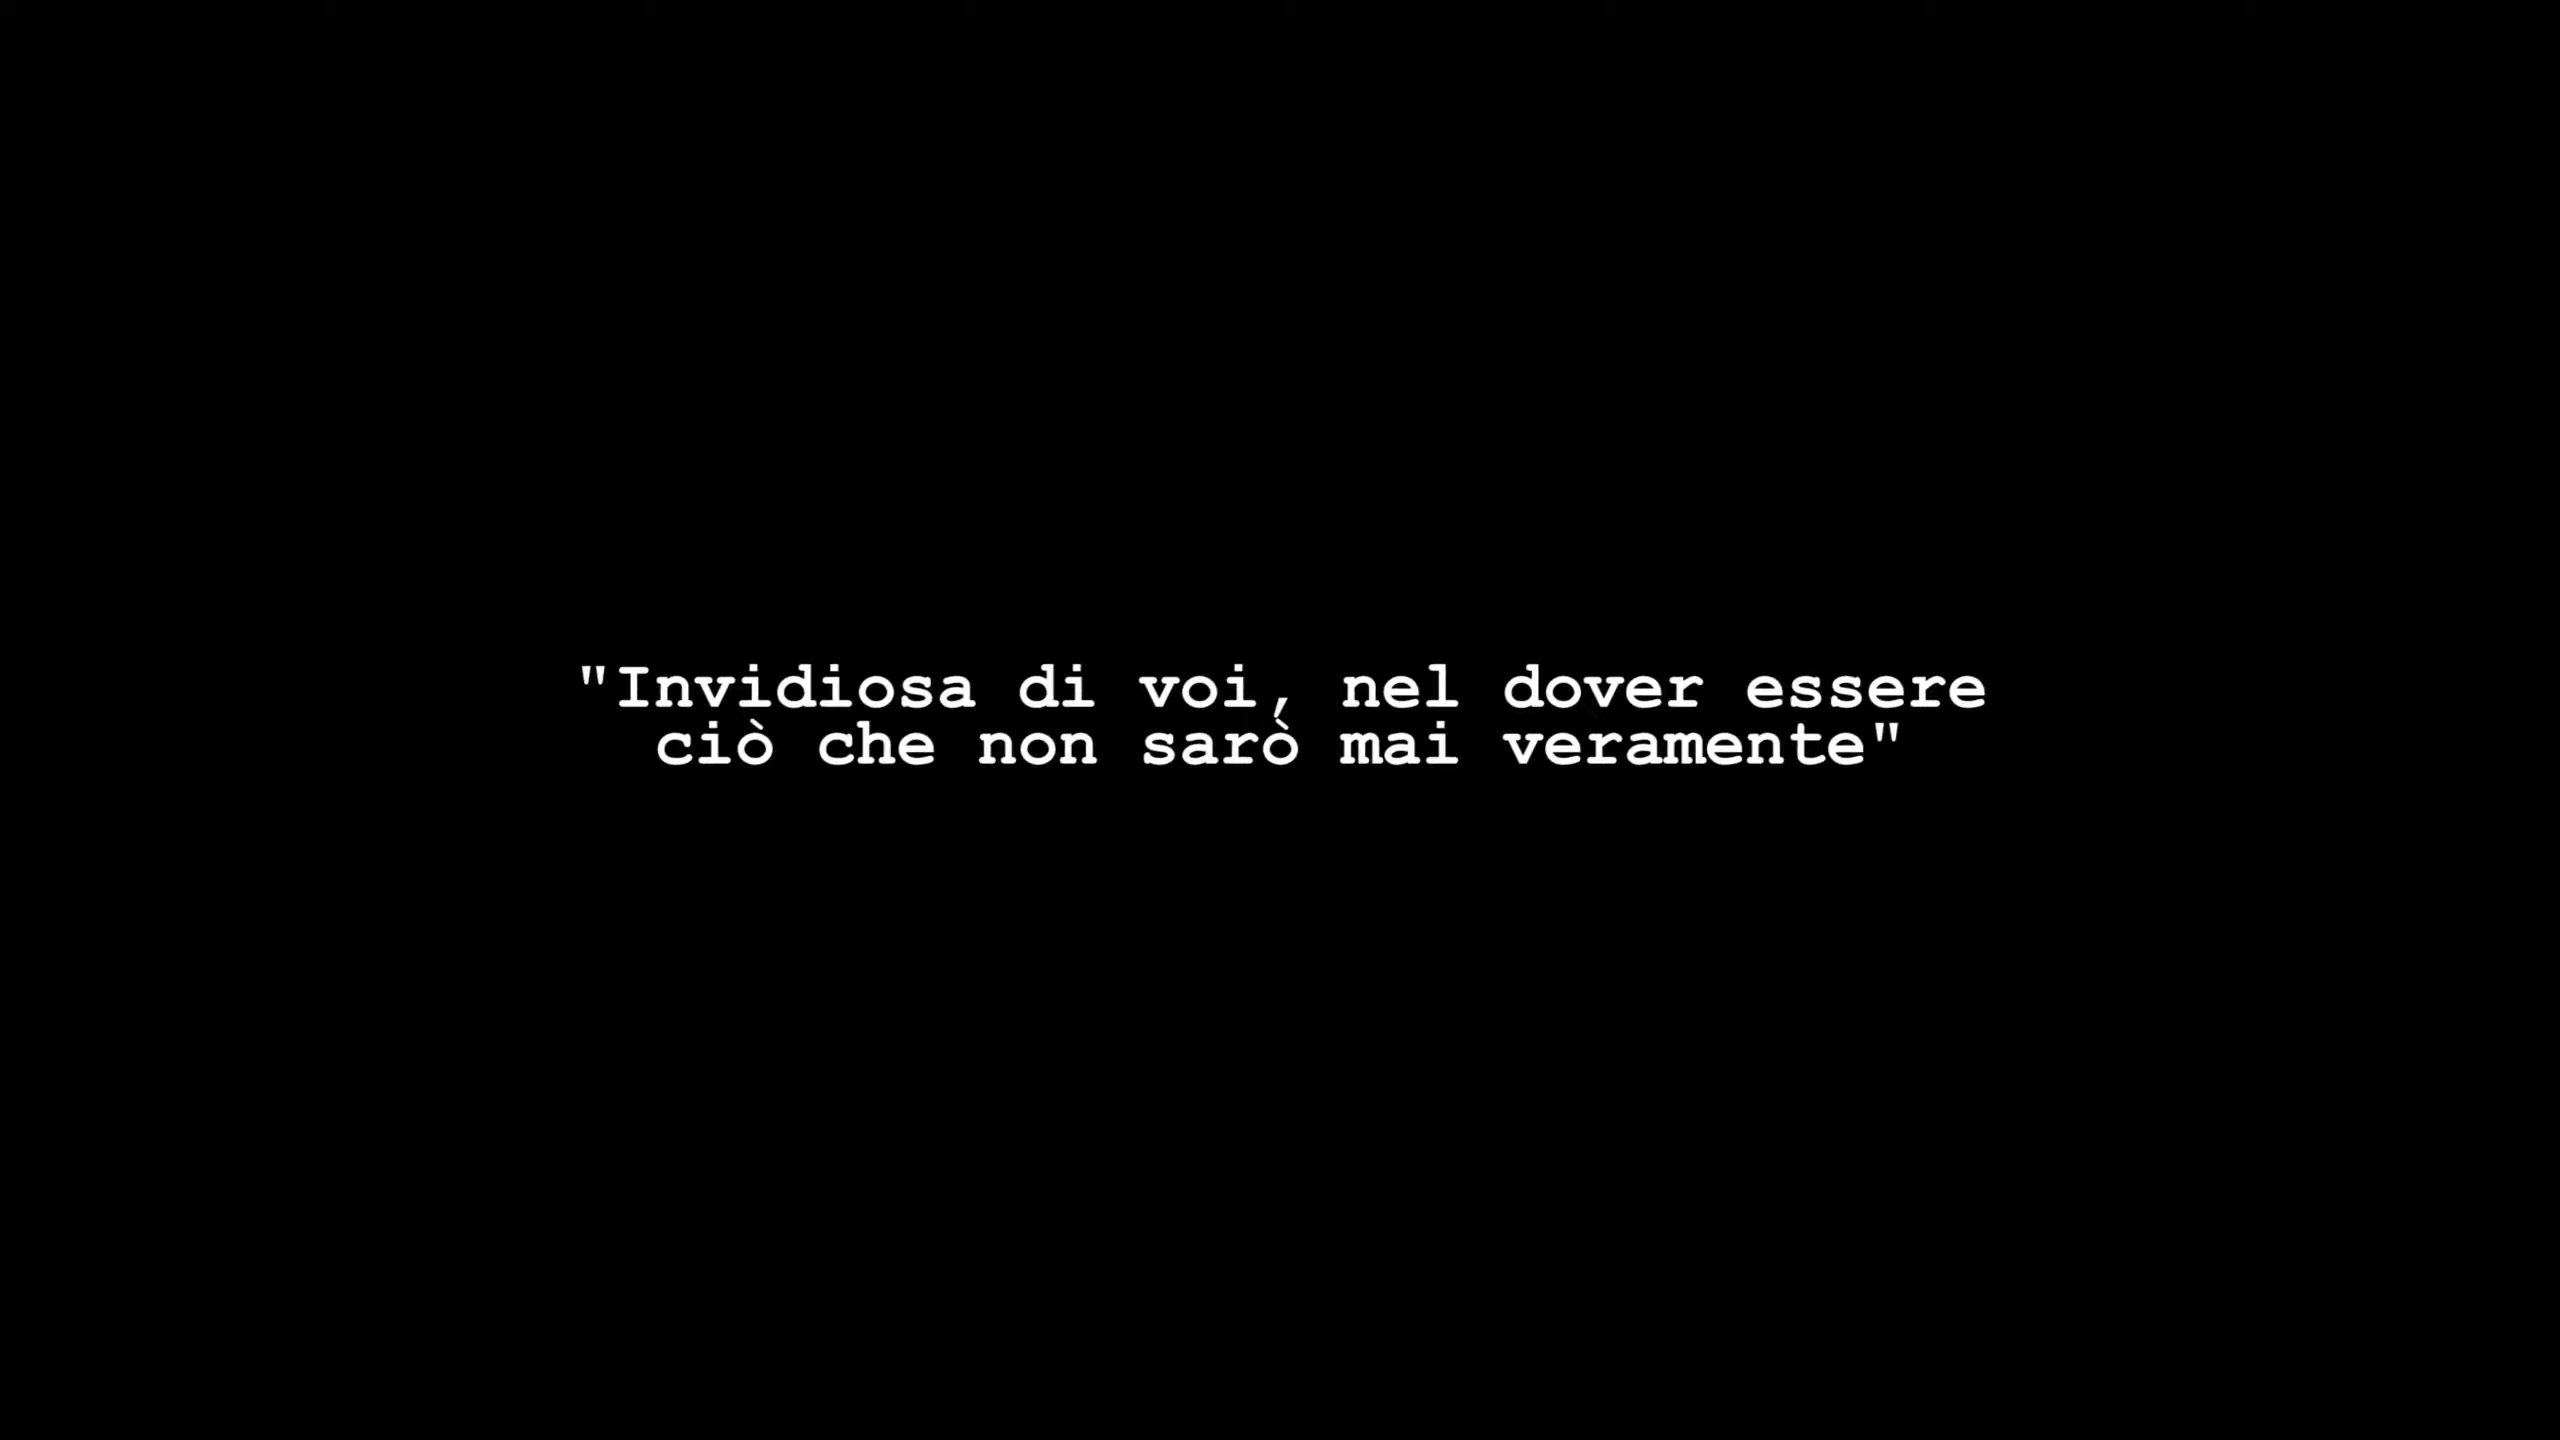 "Invidiosa di voi, nel dover essere
ciò che non sarò mai veramente"